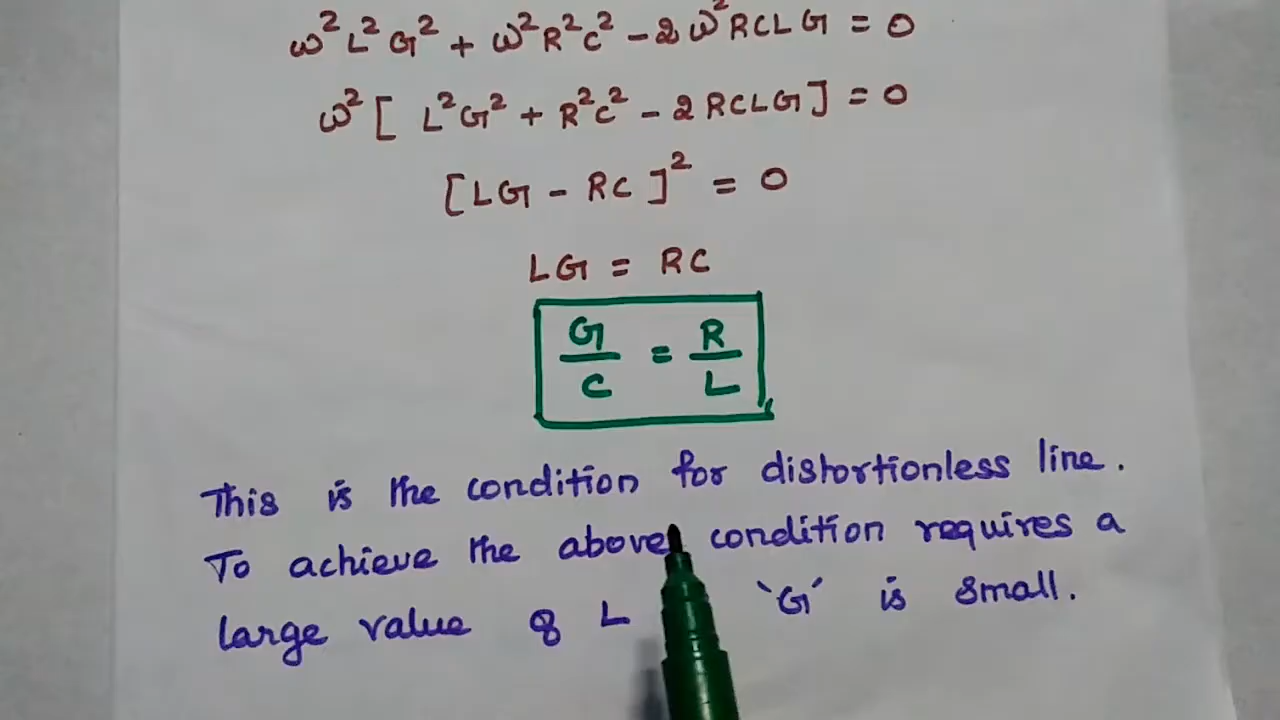 ω²L²G² + ω²R²C² - 2ω²RCLG = 0
ω² [ L²G² + R²C² - 2RCLG ] = 0
[LG - RC]² = 0
LG = RC
G/C = R/L
This is the condition for distortionless line.
To achieve the above condition requires a
large value of L 'G' is small.